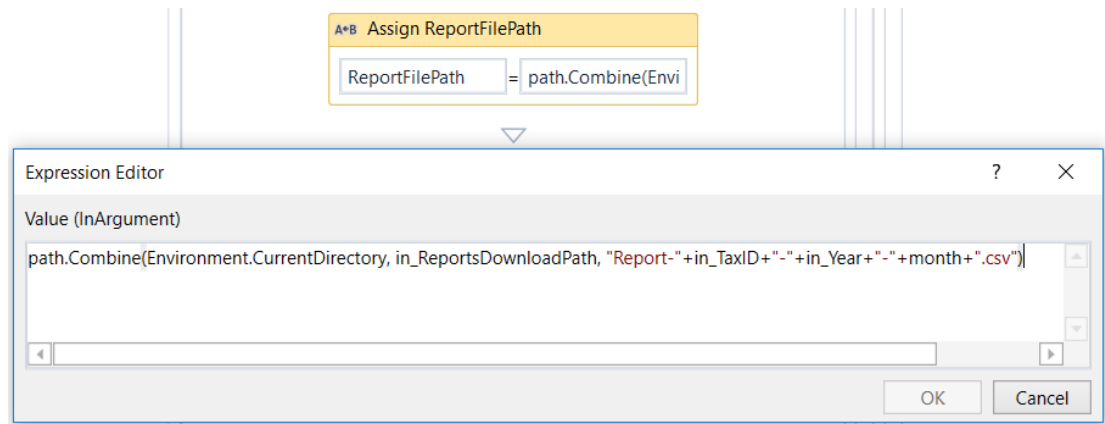 A+B Assign ReportFilePath
ReportFilePath = path.Combine(Envi
Expression Editor ?
Value (InArgument)
path.Combine(Environment.CurrentDirectory, in_ReportsDownloadPath, "Report-"+in_TaxID+"-"+in_Year+"-"+month+".csv")
OK Cancel